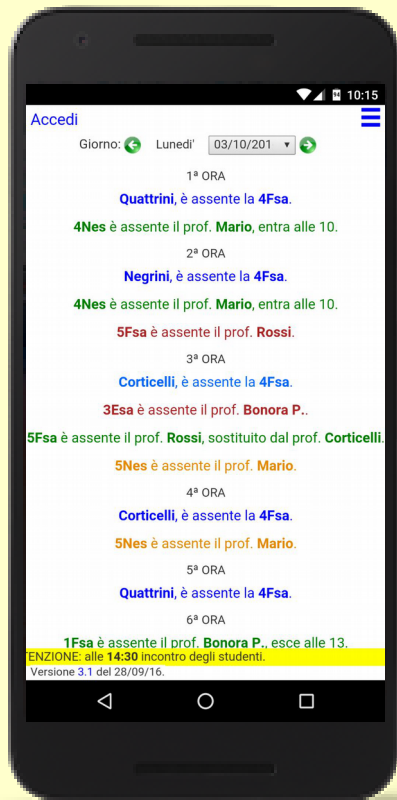 10:15
Accedi
Giorno: Lunedi' 03/10/201
1ª ORA
Quattrini, è assente la 4Fsa.
4Nes è assente il prof. Mario, entra alle 10.
2ª ORA
Negrini, è assente la 4Fsa.
4Nes è assente il prof. Mario, entra alle 10.
5Fsa è assente il prof. Rossi.
3ª ORA
Corticelli, è assente la 4Fsa.
3Esa è assente il prof. Bonora P..
5Fsa è assente il prof. Rossi, sostituito dal prof. Corticelli.
5Nes è assente il prof. Mario.
4ª ORA
Corticelli, è assente la 4Fsa.
5Nes è assente il prof. Mario.
5ª ORA
Quattrini, è assente la 4Fsa.
6ª ORA
1Fsa è assente il prof. Bonora P., esce alle 13.
TENZIONE: alle 14:30 incontro degli studenti.
Versione 3.1 del 28/09/16.